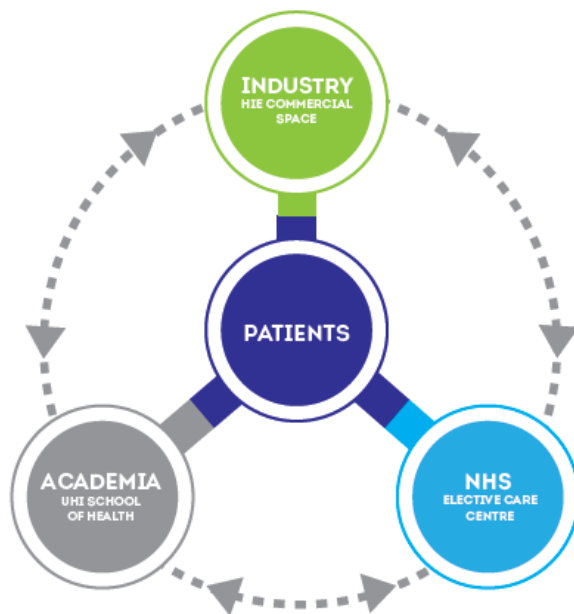 INDUSTRY
HIE COMMERCIAL
SPACE
PATIENTS
ACADEMIA
UHI SCHOOL
OF HEALTH
NHS
ELECTIVE CARE
CENTRE